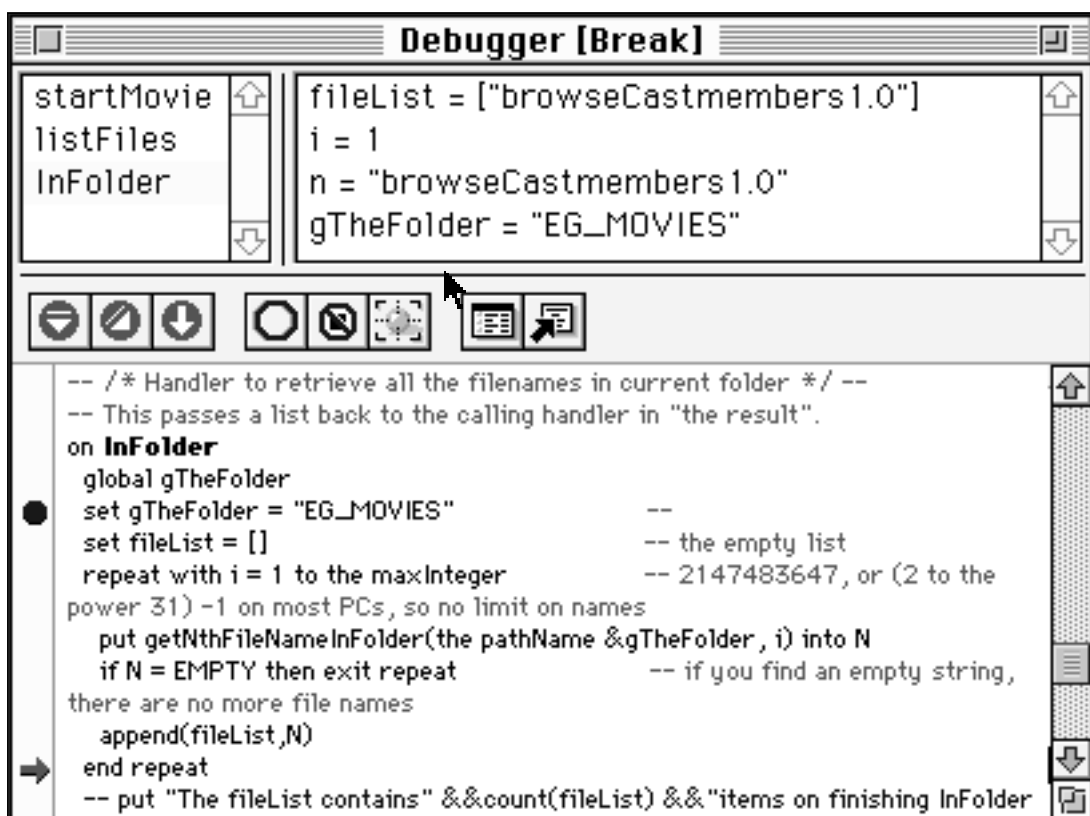 Debugger [Break]
startMovie
listFiles
InFolder
fileList = ["browseCastmembers1.0"]
i = 1
n = "browseCastmembers1.0"
gTheFolder = "EG_MOVIES"
-- /* Handler to retrieve all the filenames in current folder */ --
-- This passes a list back to the calling handler in "the result".
on InFolder
global gTheFolder
set gTheFolder = "EG_MOVIES" --
set fileList = [] -- the empty list
repeat with i = 1 to the maxInteger -- 2147483647, or (2 to the
power 31) -1 on most PCs, so no limit on names
put getNthFileNameInFolder(the pathName &gTheFolder, i) into N
if N = EMPTY then exit repeat -- if you find an empty string,
there are no more file names
append(fileList,N)
end repeat
-- put "The fileList contains" &&count(fileList) &&"items on finishing InFolder